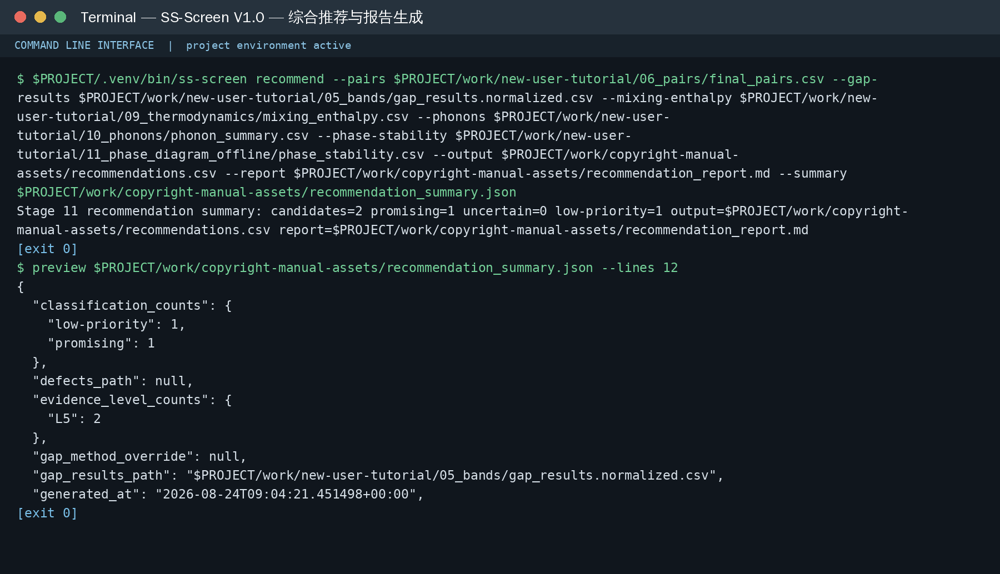 Terminal — SS-Screen V1.0 — 综合推荐与报告生成
COMMAND LINE INTERFACE  |  project environment active
$ $PROJECT/.venv/bin/ss-screen recommend --pairs $PROJECT/work/new-user-tutorial/06_pairs/final_pairs.csv --gap-
results $PROJECT/work/new-user-tutorial/05_bands/gap_results.normalized.csv --mixing-enthalpy $PROJECT/work/new-
user-tutorial/09_thermodynamics/mixing_enthalpy.csv --phonons $PROJECT/work/new-user-
tutorial/10_phonons/phonon_summary.csv --phase-stability $PROJECT/work/new-user-
tutorial/11_phase_diagram_offline/phase_stability.csv --output $PROJECT/work/copyright-manual-
assets/recommendations.csv --report $PROJECT/work/copyright-manual-assets/recommendation_report.md --summary
$PROJECT/work/copyright-manual-assets/recommendation_summary.json
Stage 11 recommendation summary: candidates=2 promising=1 uncertain=0 low-priority=1 output=$PROJECT/work/copyright-
manual-assets/recommendations.csv report=$PROJECT/work/copyright-manual-assets/recommendation_report.md
[exit 0]
$ preview $PROJECT/work/copyright-manual-assets/recommendation_summary.json --lines 12
{
  "classification_counts": {
    "low-priority": 1,
    "promising": 1
  },
  "defects_path": null,
  "evidence_level_counts": {
    "L5": 2
  },
  "gap_method_override": null,
  "gap_results_path": "$PROJECT/work/new-user-tutorial/05_bands/gap_results.normalized.csv",
  "generated_at": "2026-08-24T09:04:21.451498+00:00",
[exit 0]